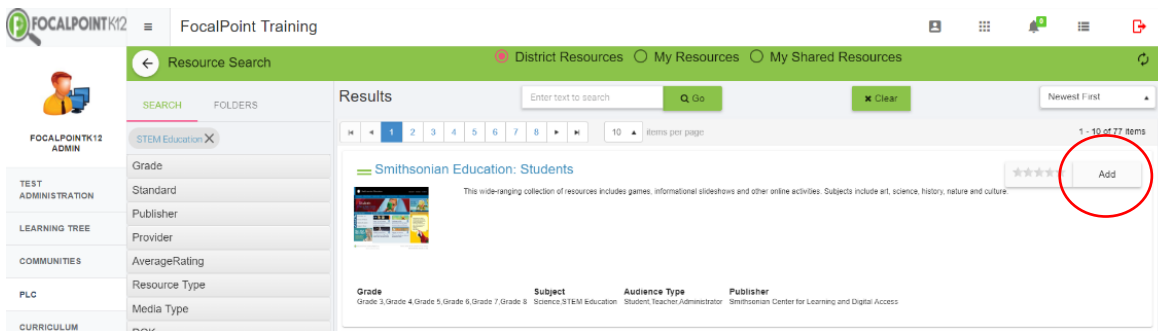 FOCALPOINTK12
FocalPoint Training
0
Resource Search
District Resources
My Resources
My Shared Resources
SEARCH
FOLDERS
Results
Enter text to search
Go
Clear
Newest First
FOCALPOINTK12
ADMIN
STEM Education
1 2 3 4 5 6 7 8
10
items per page
1 - 10 of 77 items
Grade
Smithsonian Education: Students
Add
TEST
ADMINISTRATION
Standard
This wide-ranging collection of resources includes games, informational slideshows and other online activities. Subjects include art, science, history, nature and culture.
Publisher
LEARNING TREE
Provider
COMMUNITIES
AverageRating
Resource Type
PLC
Grade
Subject
Audience Type
Publisher
Grade 3,Grade 4,Grade 5,Grade 6,Grade 7,Grade 8
Science,STEM Education
Student,Teacher,Administrator
Smithsonian Center for Learning and Digital Access
Media Type
CURRICULUM
DOK